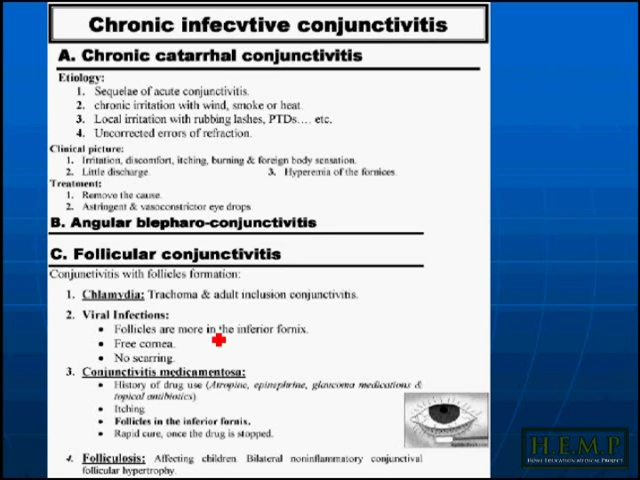 Chronic infecvtive conjunctivitis
A. Chronic catarrhal conjunctivitis
Etiology:
1. Sequelae of acute conjunctivitis.
2. chronic irritation with wind, smoke or heat.
3. Local irritation with rubbing lashes, PTDs.... etc.
4. Uncorrected errors of refraction.
Clinical picture:
1. Irritation, discomfort, itching, burning & foreign body sensation.
2. Little discharge. 3. Hyperemia of the fornices.
Treatment:
1. Remove the cause.
2. Astringent & vasoconstrictor eye drops
B. Angular blepharo-conjunctivitis
C. Follicular conjunctivitis
Conjunctivitis with follicles formation:
1. Chlamydia: Trachoma & adult inclusion conjunctivitis.
2. Viral Infections:
• Follicles are more in the inferior fornix.
• Free cornea.
• No scarring.
3. Conjunctivitis medicamentosa:
• History of drug use (Atropine, epinephrine, glaucoma medications &
topical antibiotics).
• Itching
• Follicles in the inferior fornix.
• Rapid cure, once the drug is stopped.
4. Folliculosis: Affecting children. Bilateral noninflammatory conjunctival
follicular hypertrophy.
H.E.M.P
Home Education Medical Project